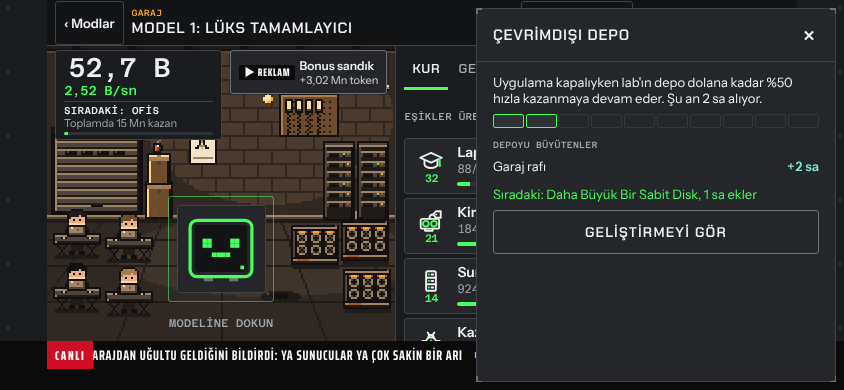 ‹ Modlar
GARAJ
MODEL 1: LÜKS TAMAMLAYICI
52,7 B
2,52 B/sn
SIRADAKİ: OFİS
Toplamda 15 Mn kazan
REKLAM
Bonus sandık
+3,02 Mn token
MODELİNE DOKUN
KUR
GE
EŞİKLER ÜRE
Lap
88/
32
Kir
184
21
Sur
924
14
Kaz
ÇEVRİMDIŞI DEPO
×
Uygulama kapalıyken lab'ın depo dolana kadar %50
hızla kazanmaya devam eder. Şu an 2 sa alıyor.
DEPOYU BÜYÜTENLER
Garaj rafı
+2 sa
Sıradaki: Daha Büyük Bir Sabit Disk, 1 sa ekler
GELİŞTİRMEYİ GÖR
CANLI
ARAJDAN UĞULTU GELDİĞİNİ BİLDİRDİ: YA SUNUCULAR YA ÇOK SAKİN BİR ARI